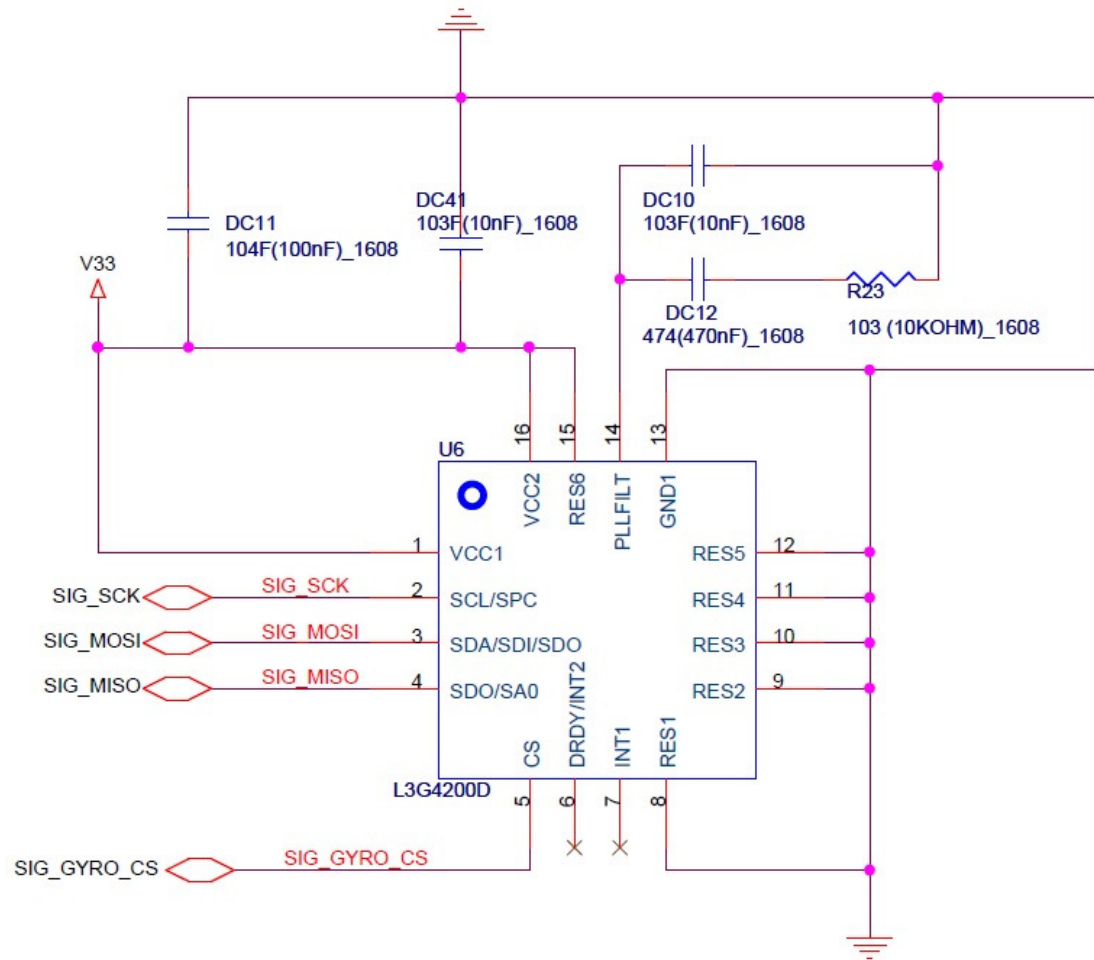 DC11
104F(100nF)_1608
DC41
103F(10nF)_1608
DC10
103F(10nF)_1608
V33
R23
103 (10KOHM)_1608
DC12
474(470nF)_1608
U6
16
15
14
13
VCC2
RES6
PLLFILT
GND1
1
VCC1
RES5
12
SIG_SCK
SIG_SCK
2
SCL/SPC
RES4
11
SIG_MOSI
SIG_MOSI
3
SDA/SDI/SDO
RES3
10
SIG_MISO
SIG_MISO
4
SDO/SA0
RES2
9
CS
DRDY/INT2
INT1
RES1
L3G4200D
5
6
7
8
SIG_GYRO_CS
SIG_GYRO_CS